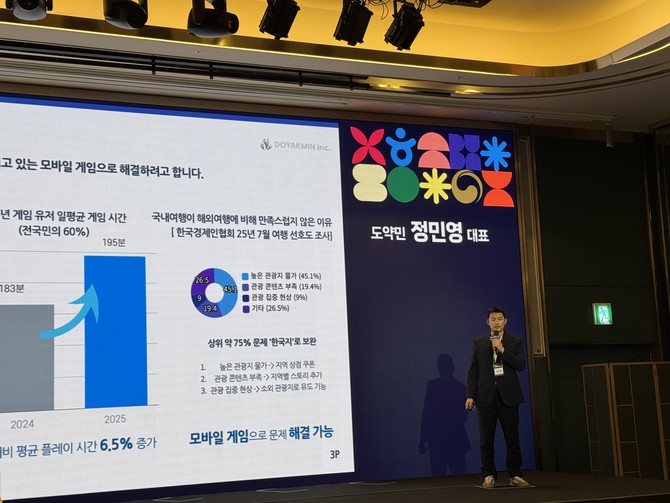 DOYAKMIN Inc.
고 있는 모바일 게임으로 해결하려고 합니다.
년 게임 유저 일평균 게임 시간
(전국민의 60%)
183분
195분
2024
2025
비 평균 플레이 시간 6.5% 증가
국내여행이 해외여행에 비해 만족스럽지 않은 이유
[ 한국경제인협회 25년 7월 여행 선호도 조사]
26.5
45.1
9
19.4
높은 관광지 물가 (45.1%)
관광 콘텐츠 부족 (19.4%)
관광 집중 현상 (9%)
기타 (26.5%)
상위 약 75% 문제 '한국지'로 보완
1. 높은 관광지 물가 -> 지역 상점 쿠폰
2. 관광 콘텐츠 부족 -> 지역별 스토리 추가
3. 관광 집중 현상 -> 소외 관광지로 유도 가능
모바일 게임으로 문제 해결 가능
3P
도약민 정민영 대표